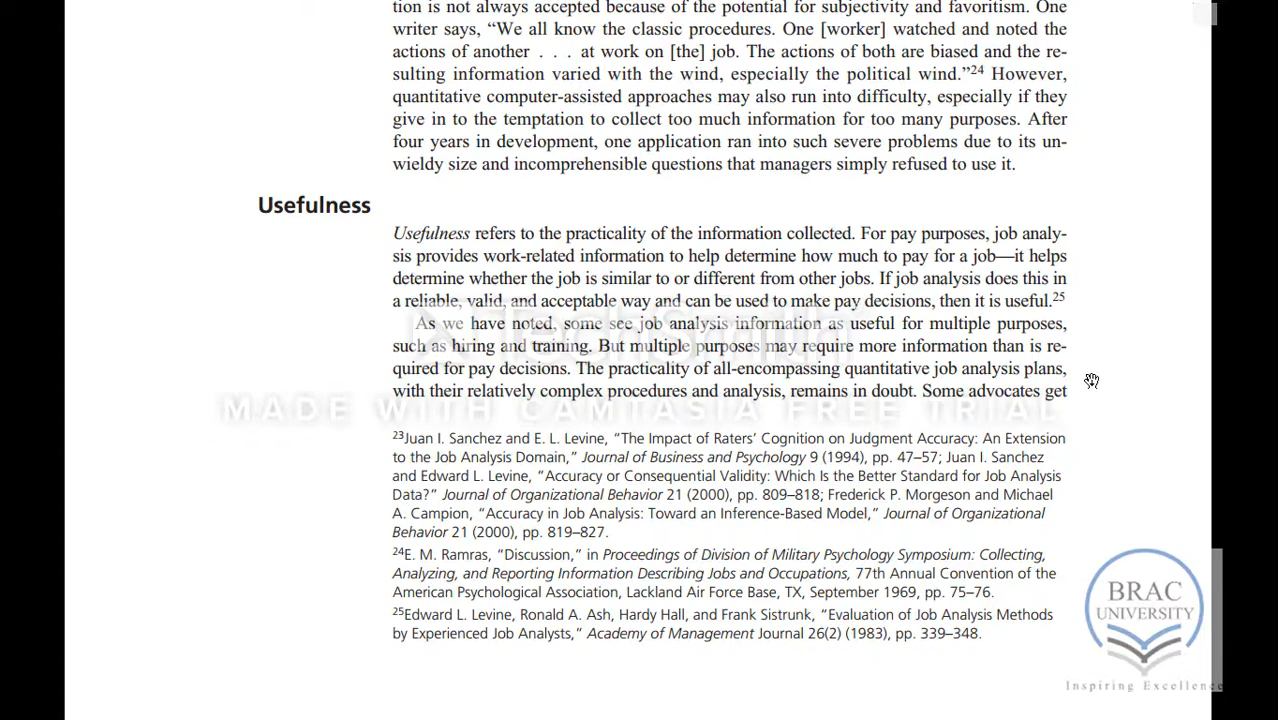 tion is not always accepted because of the potential for subjectivity and favoritism. One
writer says, “We all know the classic procedures. One [worker] watched and noted the
actions of another . . . at work on [the] job. The actions of both are biased and the re-
sulting information varied with the wind, especially the political wind.”24 However,
quantitative computer-assisted approaches may also run into difficulty, especially if they
give in to the temptation to collect too much information for too many purposes. After
four years in development, one application ran into such severe problems due to its un-
wieldy size and incomprehensible questions that managers simply refused to use it.
Usefulness
Usefulness refers to the practicality of the information collected. For pay purposes, job analy-
sis provides work-related information to help determine how much to pay for a job—it helps
determine whether the job is similar to or different from other jobs. If job analysis does this in
a reliable, valid, and acceptable way and can be used to make pay decisions, then it is useful.25
As we have noted, some see job analysis information as useful for multiple purposes,
such as hiring and training. But multiple purposes may require more information than is re-
quired for pay decisions. The practicality of all-encompassing quantitative job analysis plans,
with their relatively complex procedures and analysis, remains in doubt. Some advocates get
TechSmith
MADE WITH CAMTASIA FREE TRIAL
23Juan I. Sanchez and E. L. Levine, “The Impact of Raters’ Cognition on Judgment Accuracy: An Extension
to the Job Analysis Domain,” Journal of Business and Psychology 9 (1994), pp. 47–57; Juan I. Sanchez
and Edward L. Levine, “Accuracy or Consequential Validity: Which Is the Better Standard for Job Analysis
Data?” Journal of Organizational Behavior 21 (2000), pp. 809–818; Frederick P. Morgeson and Michael
A. Campion, “Accuracy in Job Analysis: Toward an Inference-Based Model,” Journal of Organizational
Behavior 21 (2000), pp. 819–827.
24E. M. Ramras, “Discussion,” in Proceedings of Division of Military Psychology Symposium: Collecting,
Analyzing, and Reporting Information Describing Jobs and Occupations, 77th Annual Convention of the
American Psychological Association, Lackland Air Force Base, TX, September 1969, pp. 75–76.
25Edward L. Levine, Ronald A. Ash, Hardy Hall, and Frank Sistrunk, “Evaluation of Job Analysis Methods
by Experienced Job Analysts,” Academy of Management Journal 26(2) (1983), pp. 339–348.
BRAC
UNIVERSITY
Inspiring Excellence